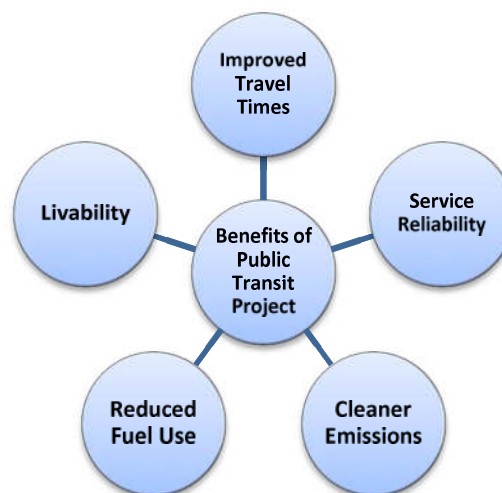 Improved
Travel
Times
Livability
Service
Reliability
Benefits of
Public
Transit
Project
Reduced
Fuel Use
Cleaner
Emissions